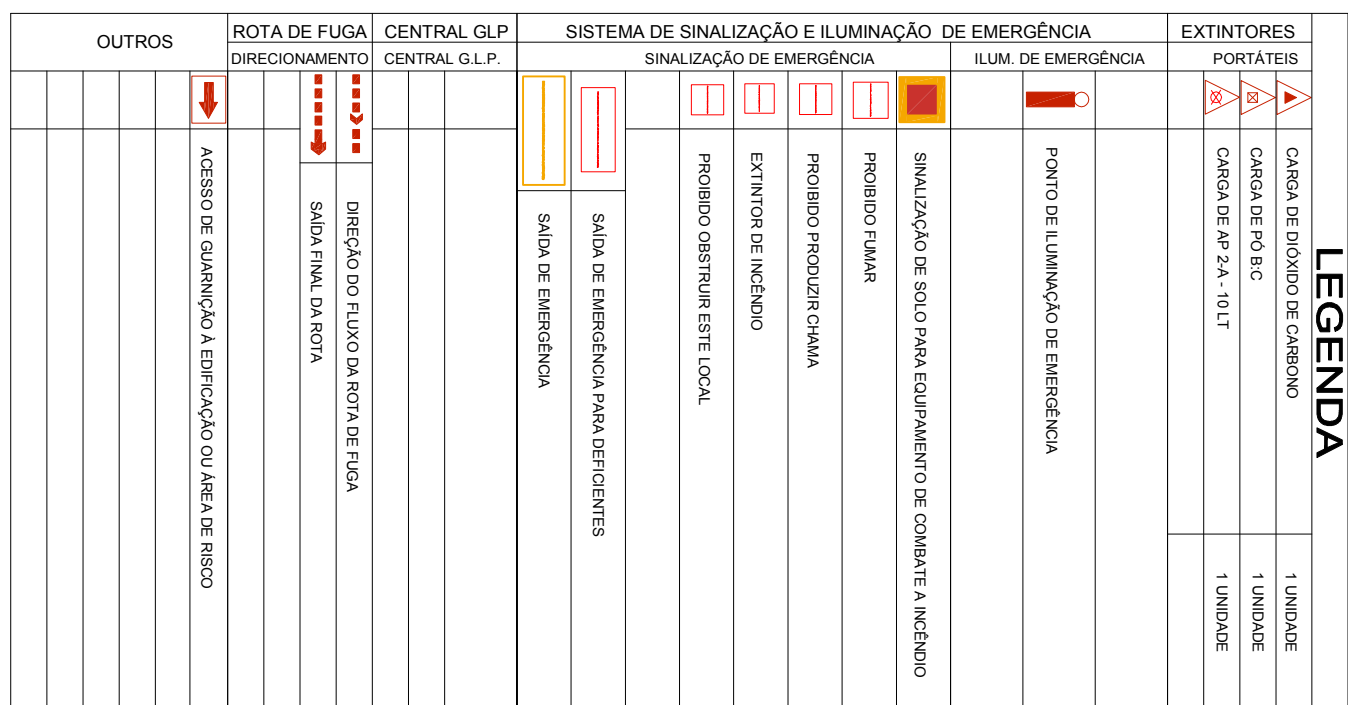 LEGENDA
EXTINTORES
PORTÁTEIS
CARGA DE DIÓXIDO DE CARBONO
1 UNIDADE
CARGA DE PÓ B:C
1 UNIDADE
CARGA DE AP 2-A - 10 LT
1 UNIDADE
SISTEMA DE SINALIZAÇÃO E ILUMINAÇÃO DE EMERGÊNCIA
ILUM. DE EMERGÊNCIA
PONTO DE ILUMINAÇÃO DE EMERGÊNCIA
SINALIZAÇÃO DE EMERGÊNCIA
SINALIZAÇÃO DE SOLO PARA EQUIPAMENTO DE COMBATE A INCÊNDIO
PROIBIDO FUMAR
PROIBIDO PRODUZIR CHAMA
EXTINTOR DE INCÊNDIO
PROIBIDO OBSTRUIR ESTE LOCAL
SAÍDA DE EMERGÊNCIA PARA DEFICIENTES
SAÍDA DE EMERGÊNCIA
CENTRAL GLP
CENTRAL G.L.P.
ROTA DE FUGA
DIRECIONAMENTO
DIREÇÃO DO FLUXO DA ROTA DE FUGA
SAÍDA FINAL DA ROTA
OUTROS
ACESSO DE GUARNIÇÃO À EDIFICAÇÃO OU ÁREA DE RISCO